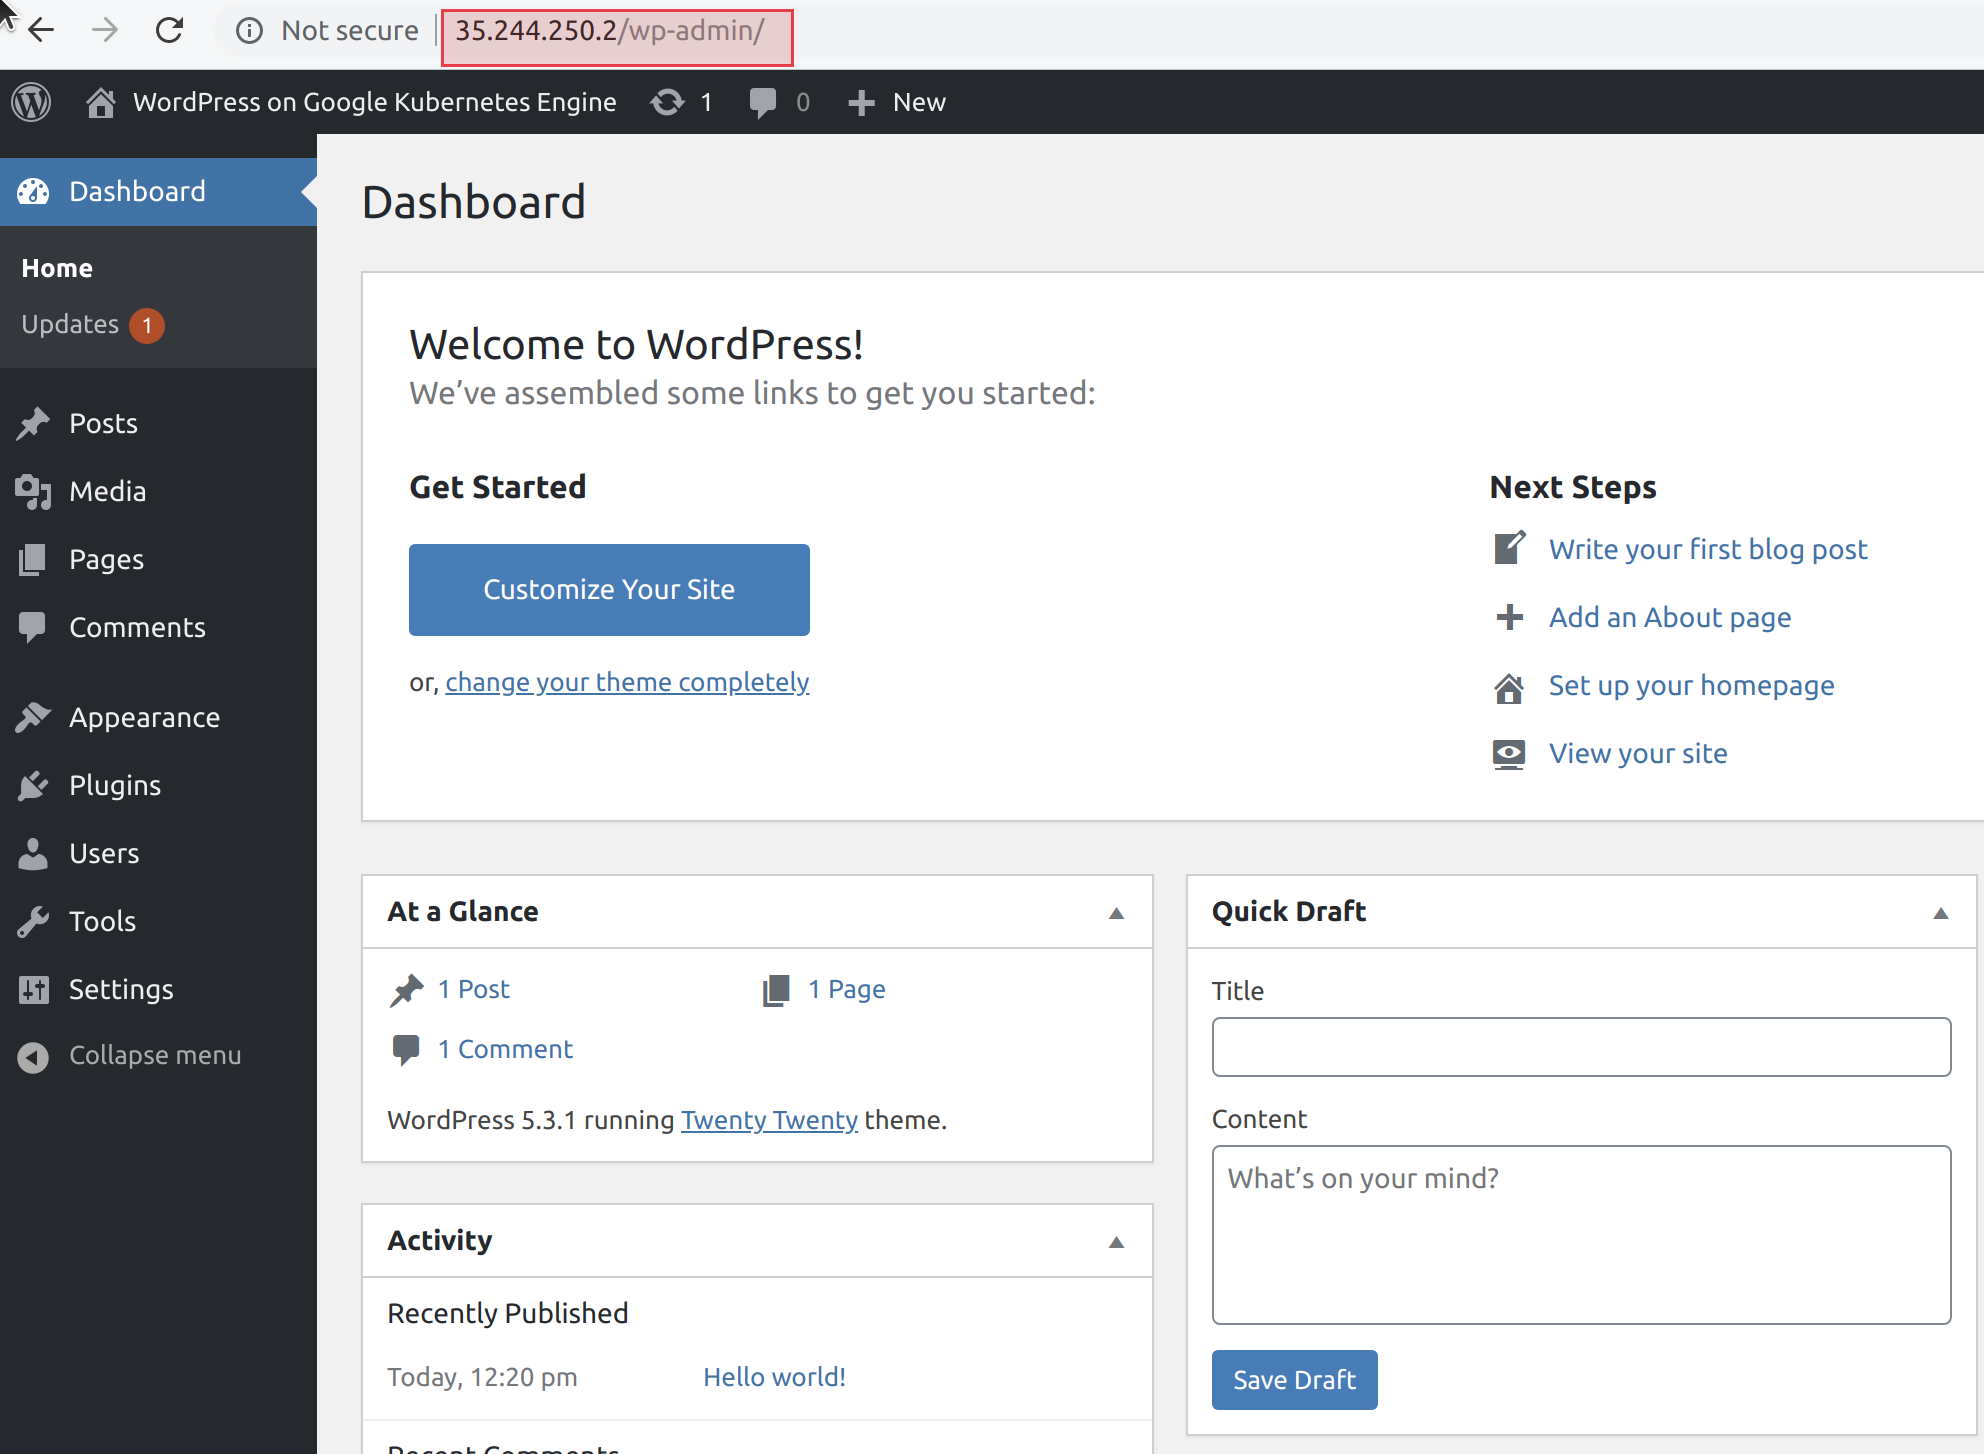 Not secure | 35.244.250.2/wp-admin/
WordPress on Google Kubernetes Engine 1 0 New
Dashboard
Home
Updates 1
Posts
Media
Pages
Comments
Appearance
Plugins
Users
Tools
Settings
Collapse menu
Dashboard
Welcome to WordPress!
We’ve assembled some links to get you started:
Get Started
Customize Your Site
or, change your theme completely
Next Steps
Write your first blog post
Add an About page
Set up your homepage
View your site
At a Glance
1 Post
1 Page
1 Comment
WordPress 5.3.1 running Twenty Twenty theme.
Activity
Recently Published
Today, 12:20 pm Hello world!
Recent Comments
Quick Draft
Title
Content
What’s on your mind?
Save Draft